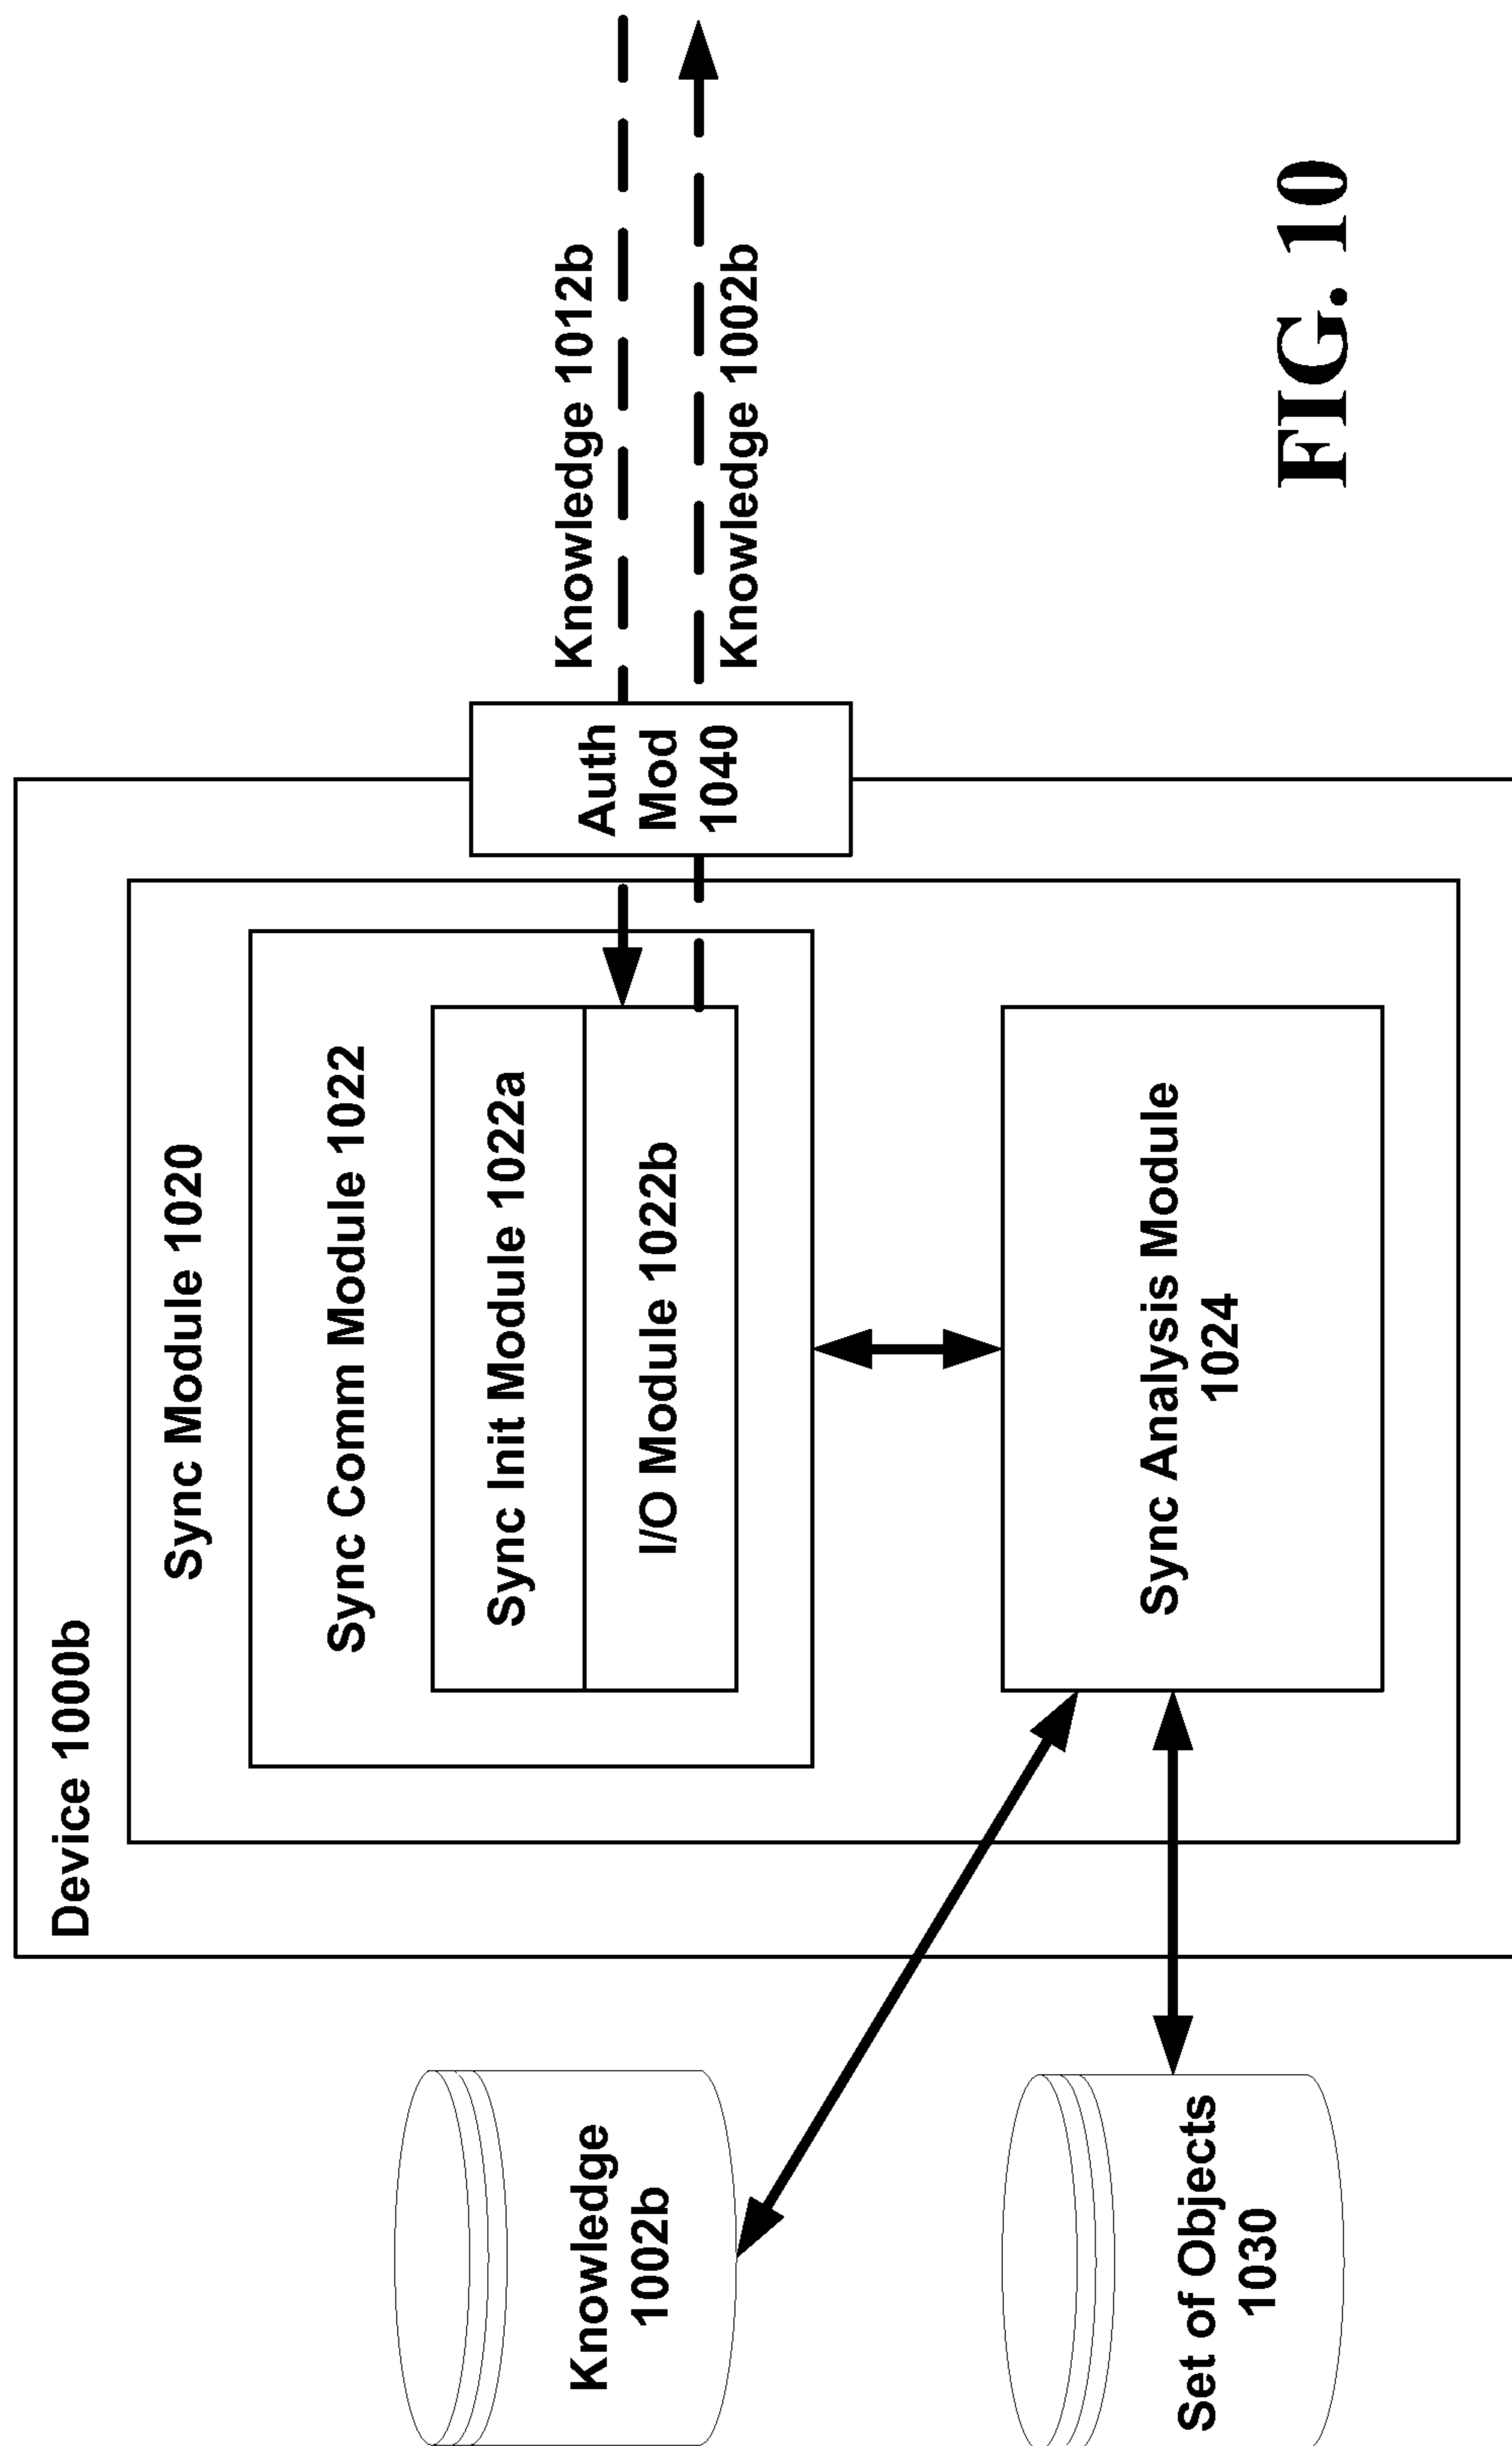 Device 1000b
Sync Module 1020
Sync Comm Module 1022
Sync Init Module 1022a
I/O Module 1022b
Sync Analysis Module
1024
Auth
Mod
1040
Knowledge 1012b
Knowledge 1002b
Knowledge
1002b
Set of Objects
1030
FIG. 10